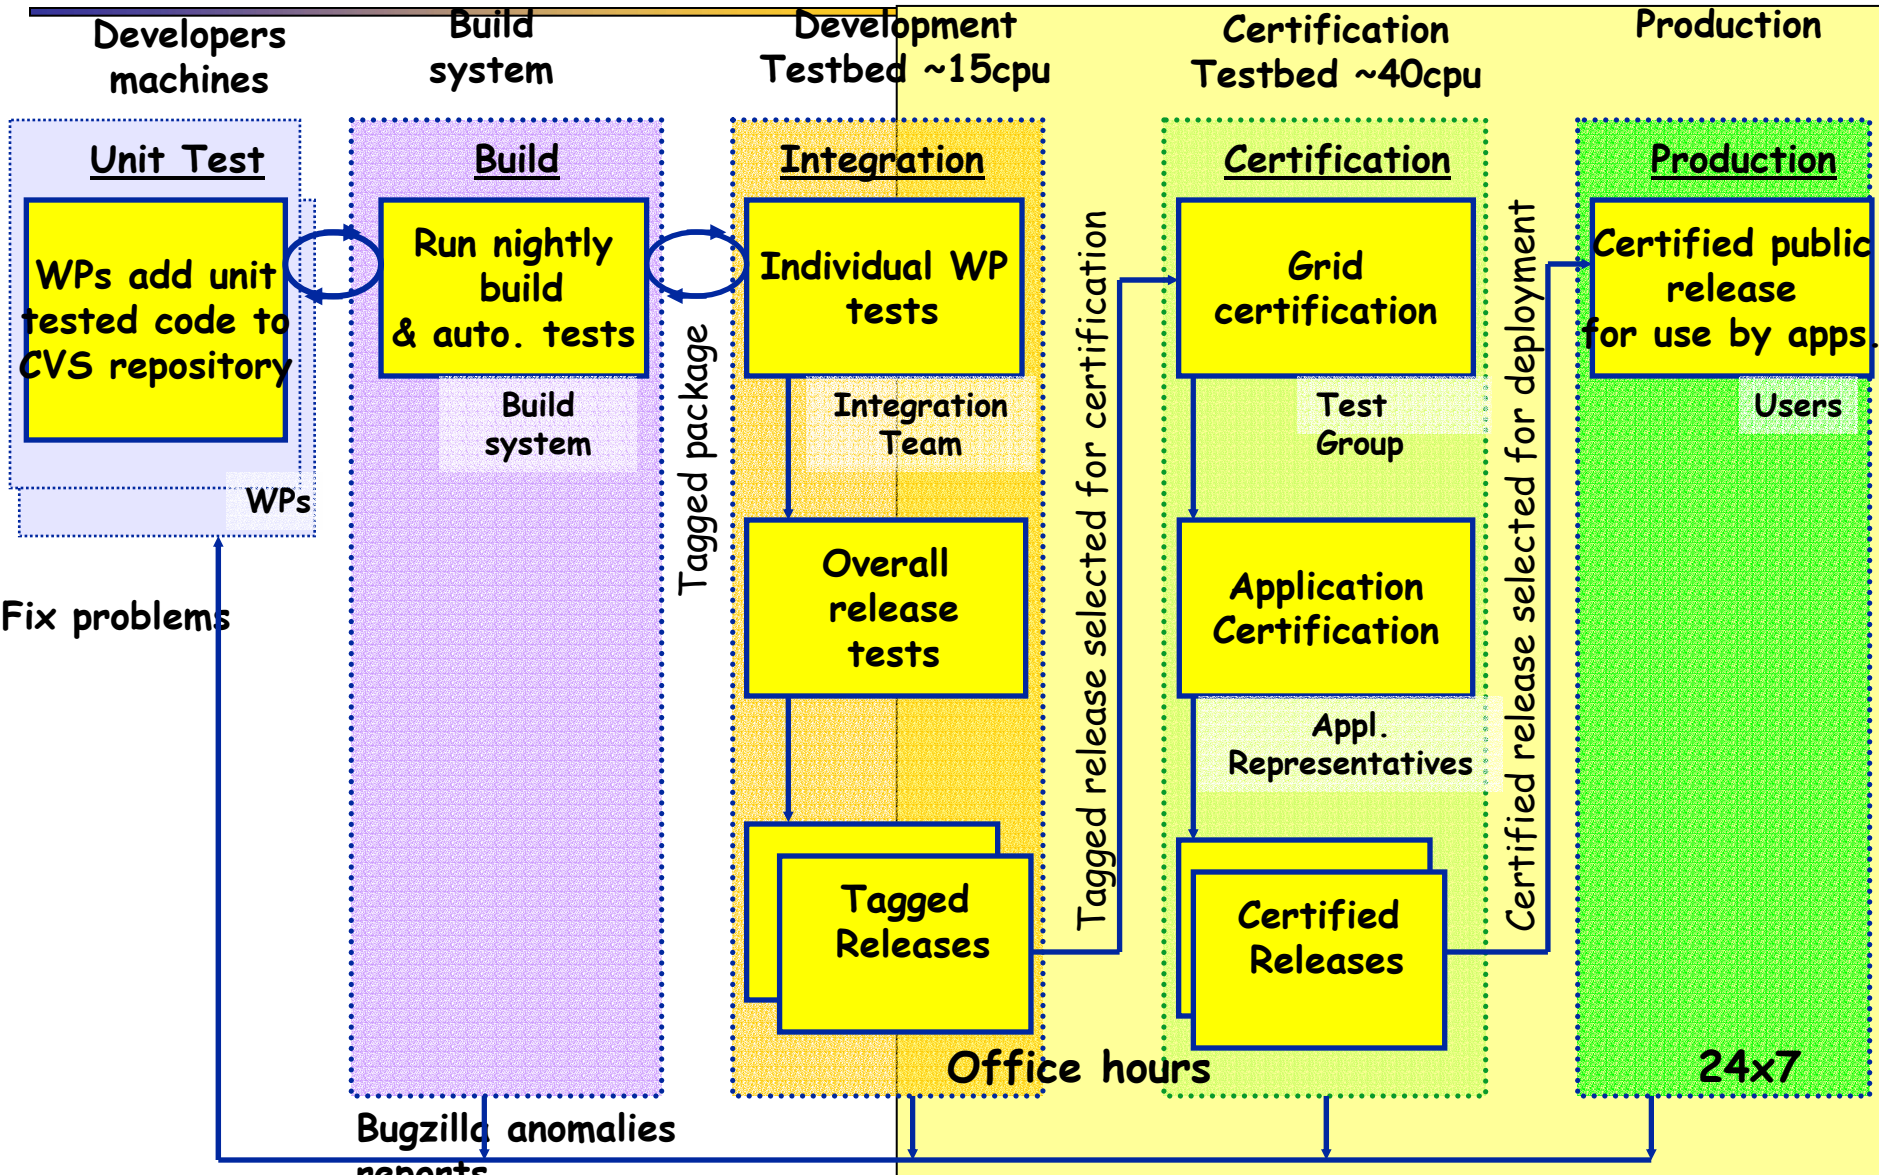 Developers
machines
Build
system
Development
Testbed ~15cpu
Certification
Testbed ~40cpu
Production
Unit Test
WPs add unit
tested code to
CVS repository
WPs
Fix problems
Build
Run nightly
build
& auto. tests
Build
system
Tagged package
Integration
Individual WP
tests
Integration
Team
Overall
release
tests
Tagged
Releases
Tagged release selected for certification
Certification
Grid
certification
Test
Group
Application
Certification
Appl.
Representatives
Certified
Releases
Certified release selected for deployment
Production
Certified public
release
for use by apps.
Users
Office hours
24x7
Bugzilla anomalies
reports